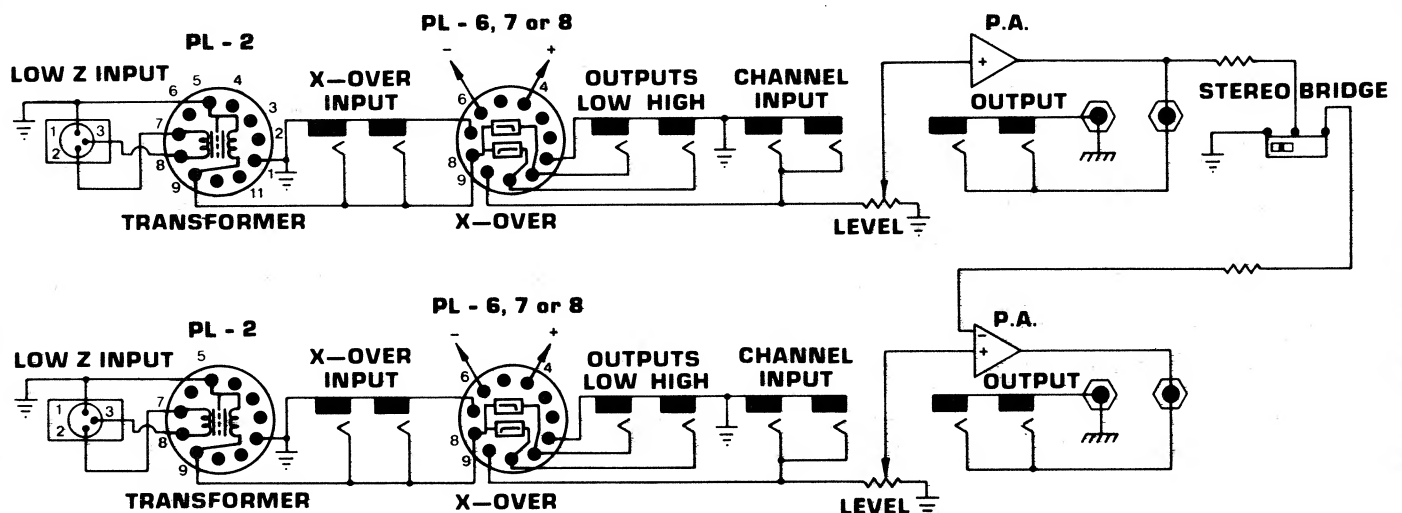 PL - 2
LOW Z INPUT
6 5 4 3 2 1 11 9 8 7
1 3 2
TRANSFORMER
X—OVER
INPUT
PL - 6, 7 or 8
- +
6 4 8 9
X—OVER
OUTPUTS
LOW HIGH
CHANNEL
INPUT
LEVEL
P.A.
+
OUTPUT
STEREO BRIDGE
PL - 2
LOW Z INPUT
5 7 8 9
1 3 2
TRANSFORMER
X—OVER
INPUT
PL - 6, 7 or 8
- +
6 4 8 9
X—OVER
OUTPUTS
LOW HIGH
CHANNEL
INPUT
LEVEL
P.A.
-
+
OUTPUT